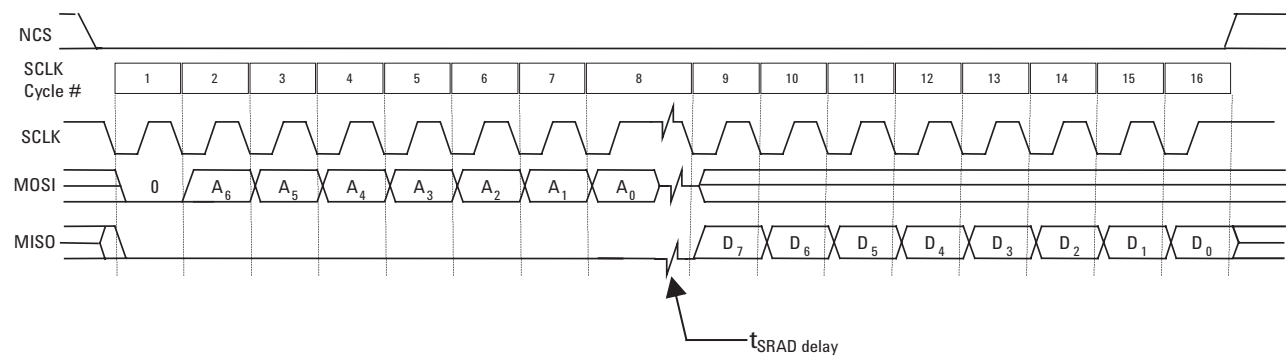 NCS
SCLK
Cycle #
1 2 3 4 5 6 7 8 9 10 11 12 13 14 15 16
SCLK
MOSI 0 A6 A5 A4 A3 A2 A1 A0
MISO D7 D6 D5 D4 D3 D2 D1 D0
tSRAD delay